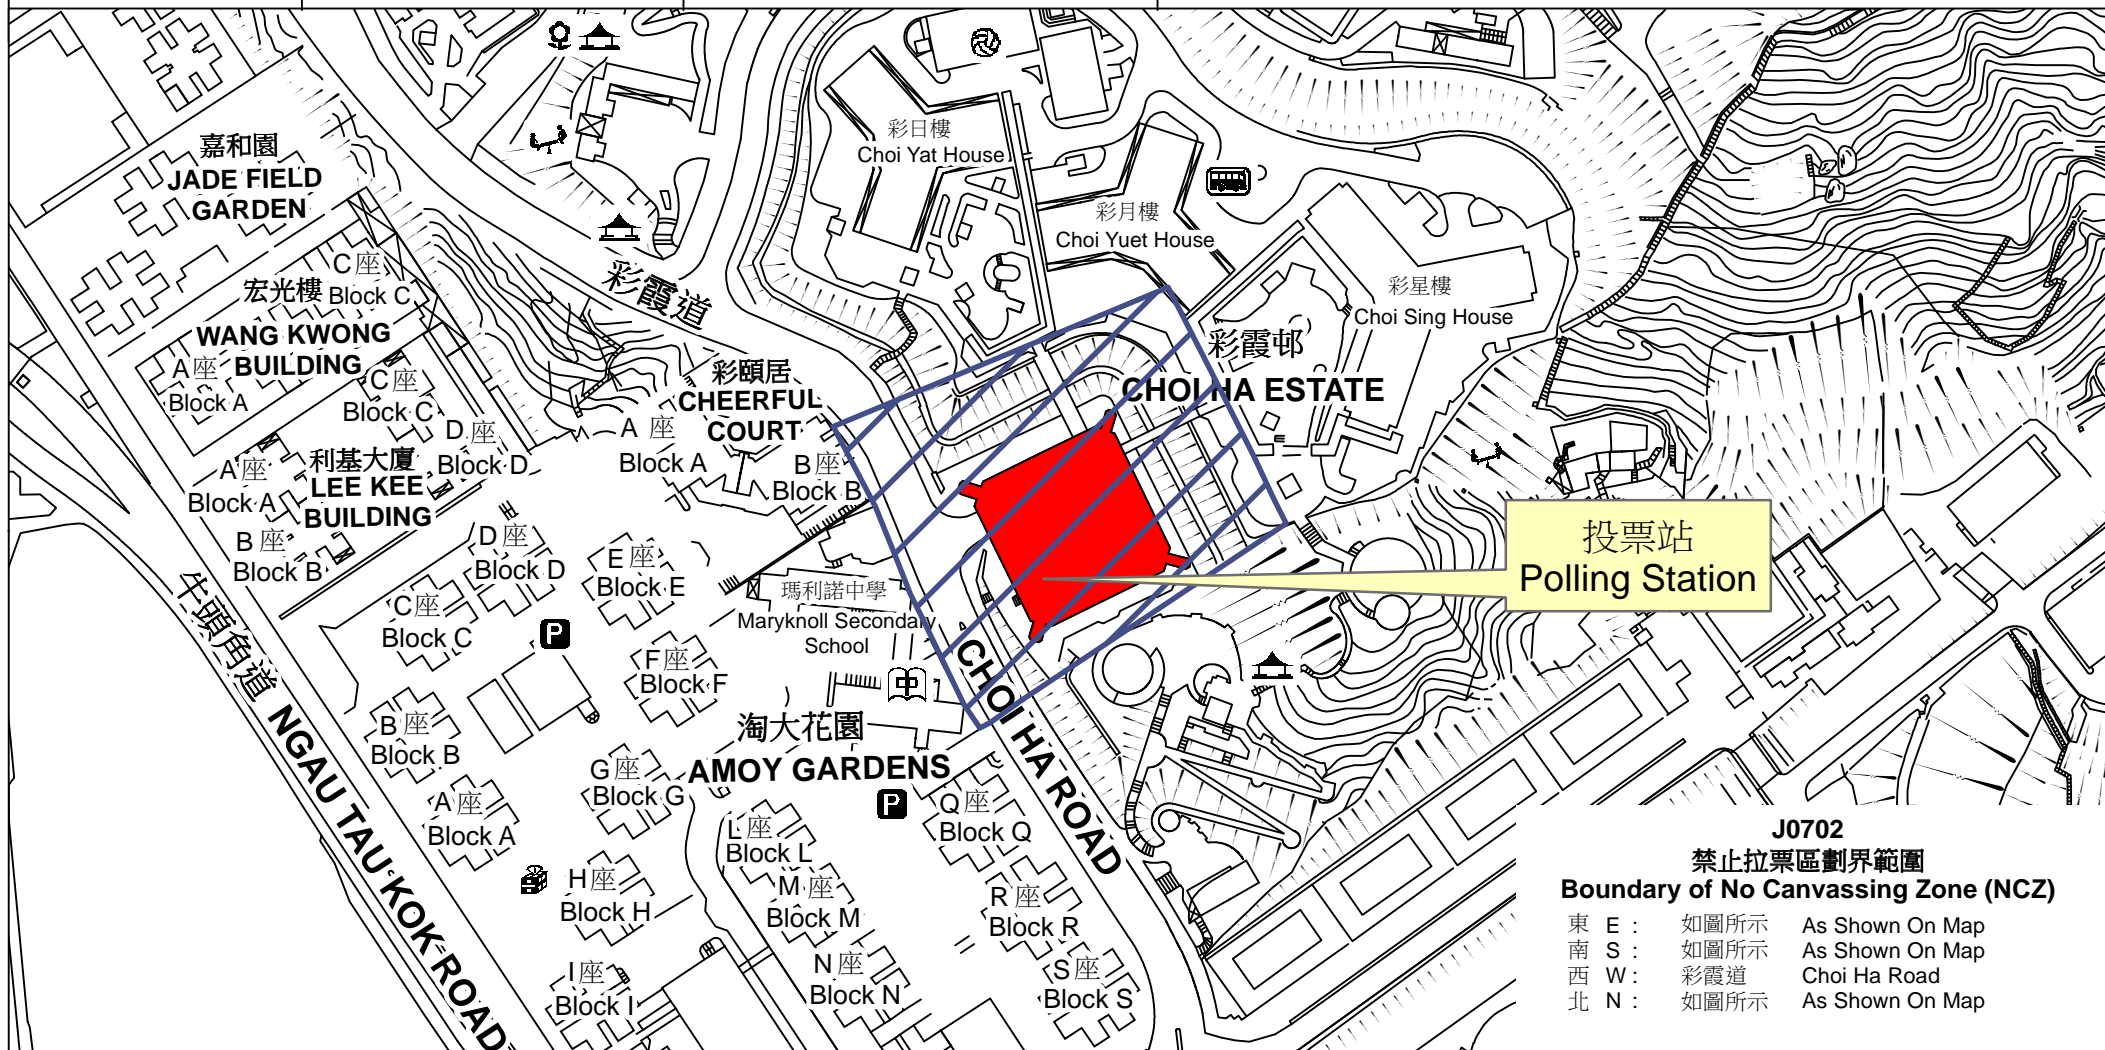 嘉和園
JADE FIELD
GARDEN
C座
Block C
宏光樓
WANG KWONG
BUILDING
A座
Block A
C座
Block C
D座
Block D
A座
Block A
利基大廈
LEE KEE
BUILDING
B座
Block B
彩霞道
彩日樓
Choi Yat House
彩月樓
Choi Yuet House
彩星樓
Choi Sing House
彩霞邨
CHOI HA ESTATE
彩頤居
CHEERFUL
COURT
A 座
Block A
B座
Block B
D座
Block D
E座
Block E
C座
Block C
P
瑪利諾中學
Maryknoll Secondary
School
中
F座
Block F
B座
Block B
淘大花園
AMOY GARDENS
P
G座
Block G
A座
Block A
H座
Block H
I座
Block I
L座
Block L
M座
Block M
N座
Block N
Q座
Block Q
R座
Block R
S座
Block S
牛頭角道 NGAU TAU KOK ROAD
CHOI HA ROAD
投票站
Polling Station
J0702
禁止拉票區劃界範圍
Boundary of No Canvassing Zone (NCZ)
東 E : 如圖所示 As Shown On Map
南 S : 如圖所示 As Shown On Map
西 W : 彩霞道 Choi Ha Road
北 N : 如圖所示 As Shown On Map